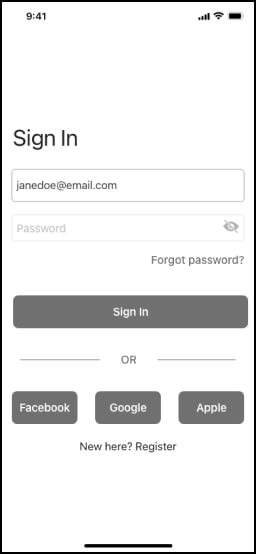 9:41
Sign In
janedoe@email.com
Password
Forgot password?
Sign In
OR
Facebook Google Apple
New here? Register